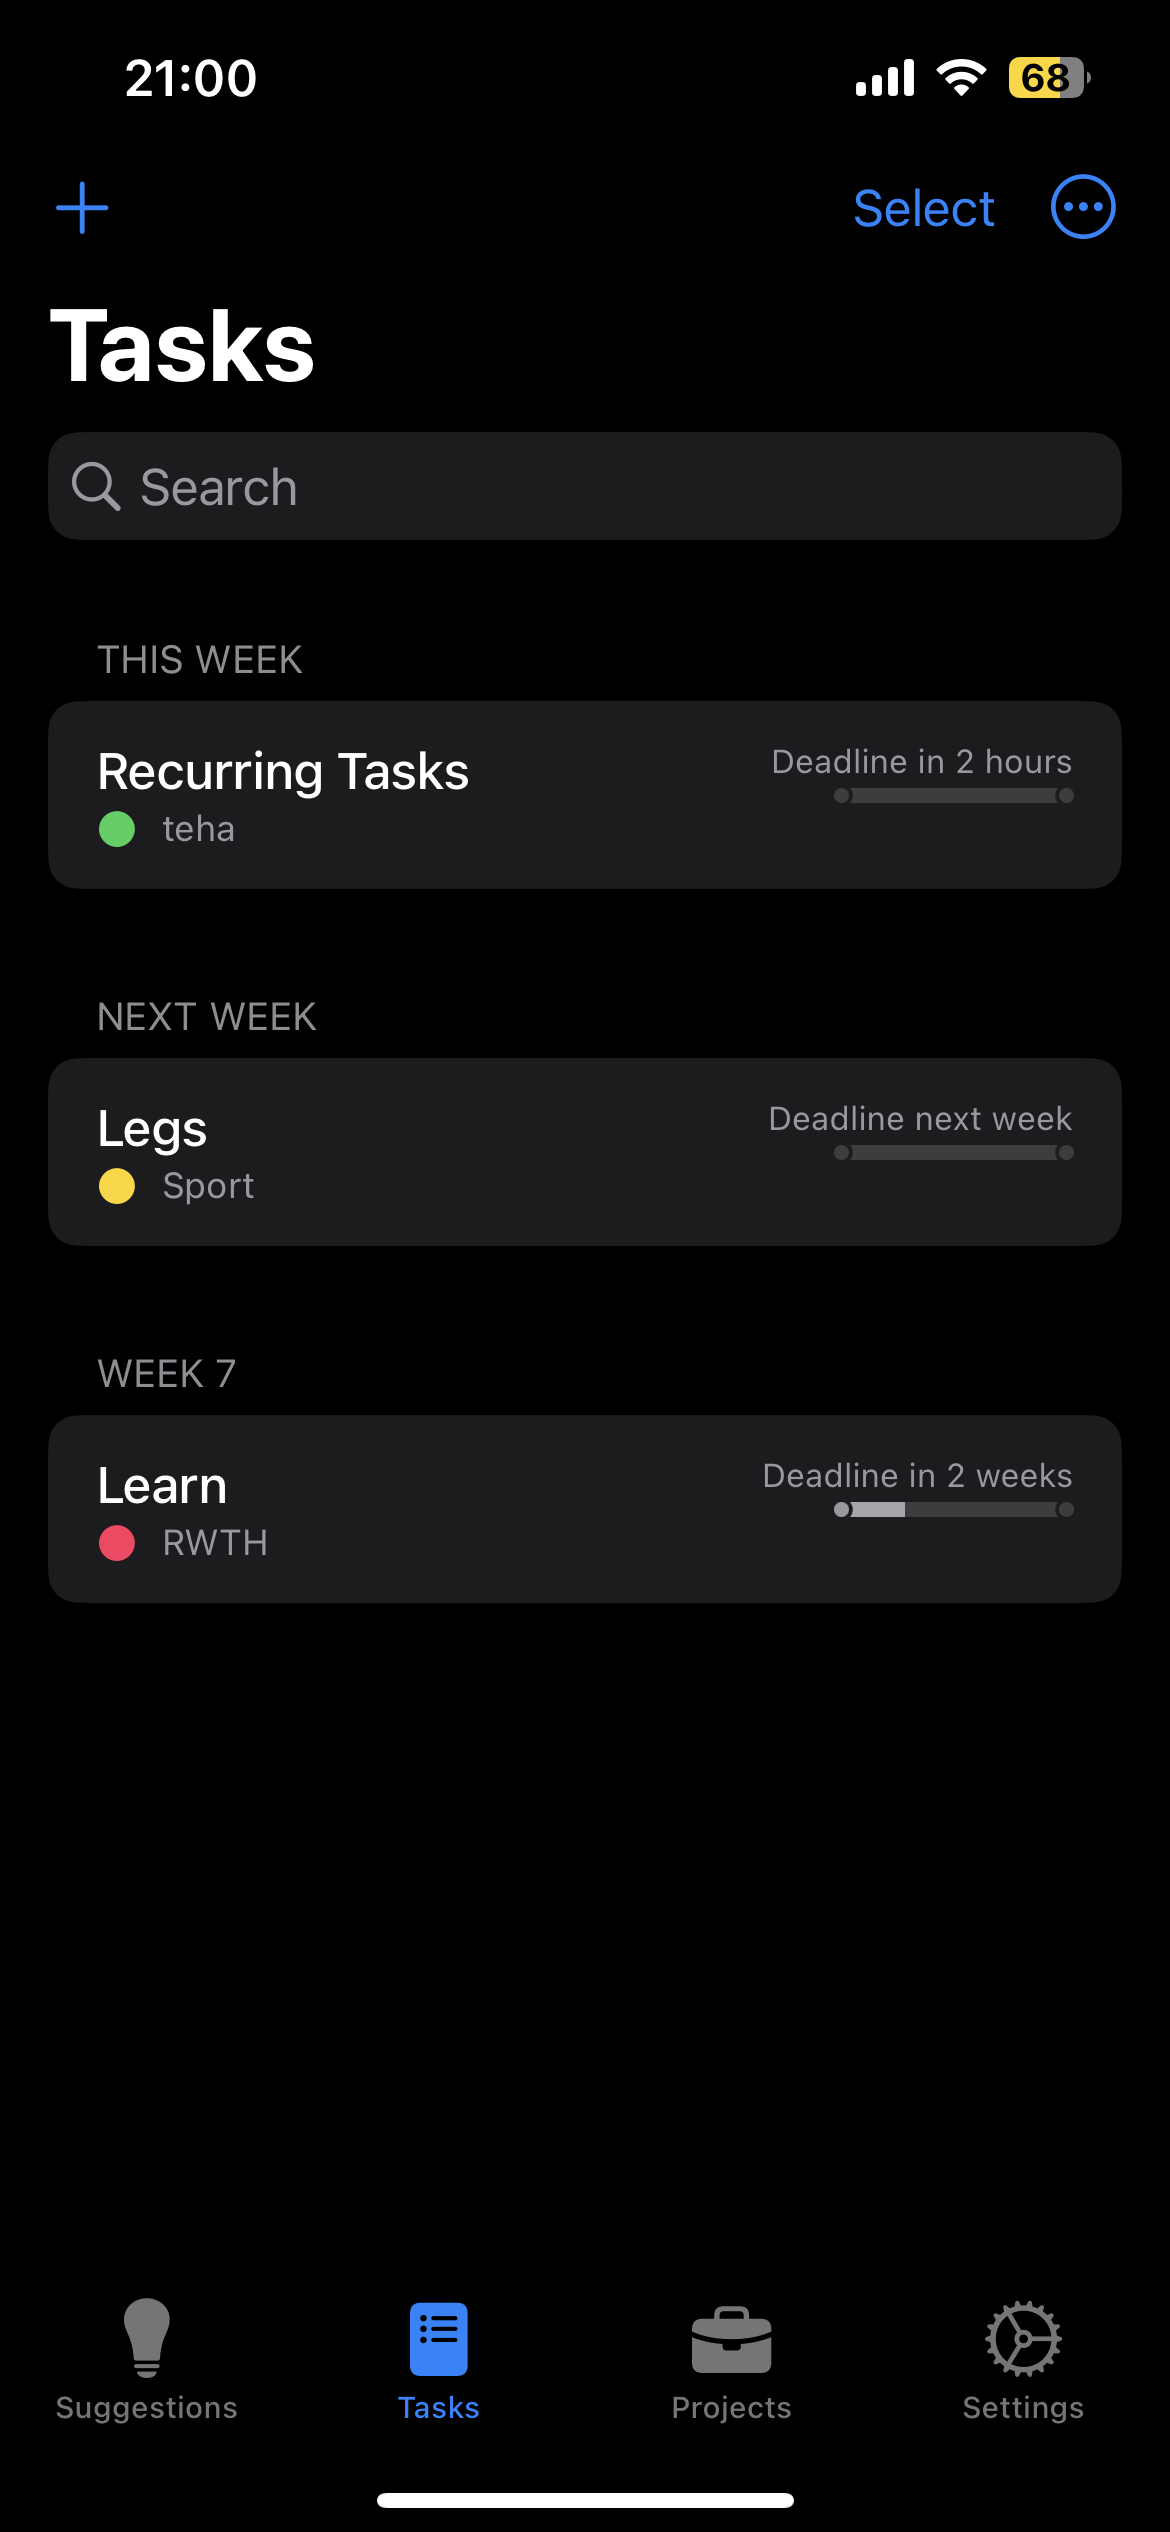 21:00
68
Select
Tasks
Search
THIS WEEK
Recurring Tasks
Deadline in 2 hours
teha
NEXT WEEK
Legs
Deadline next week
Sport
WEEK 7
Learn
Deadline in 2 weeks
RWTH
Suggestions
Tasks
Projects
Settings